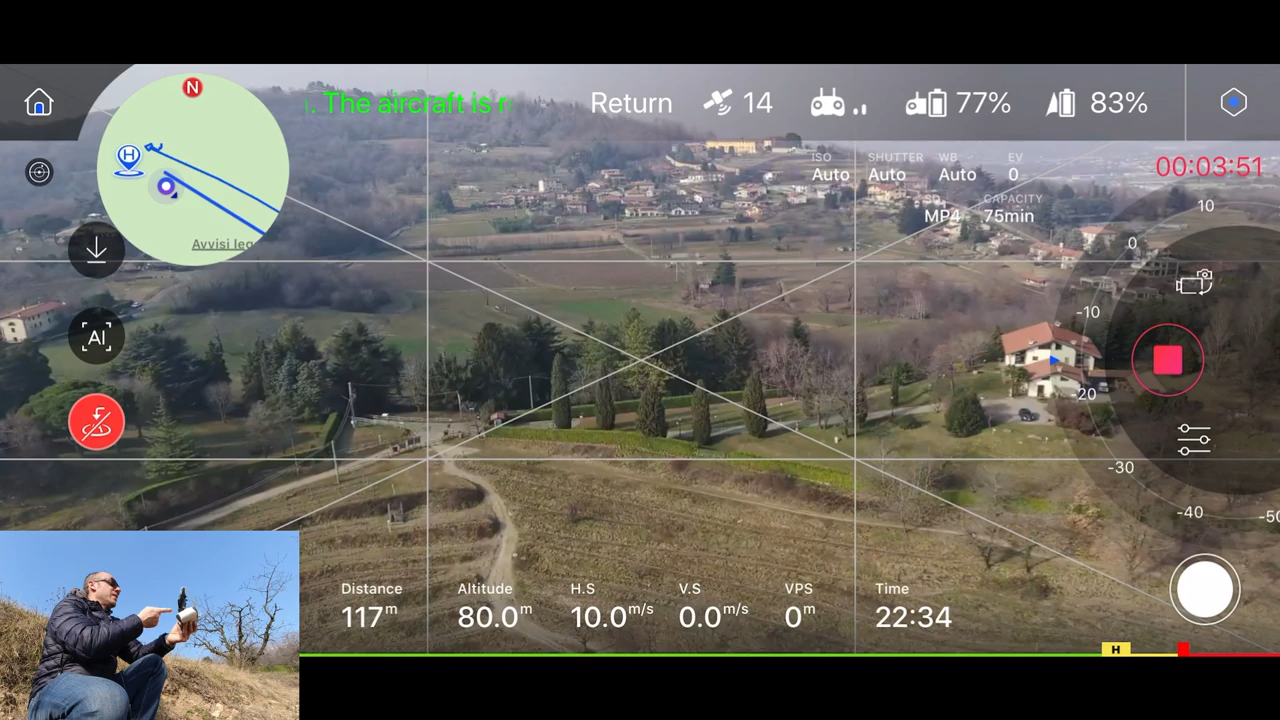 N
. The aircraft is r
Return
14
77%
83%
H
ISO
Auto
SHUTTER
Auto
WB
Auto
EV
0
00:03:51
MP4
CAPACITY
75min
Avvisi leg
AI
10
0
-10
-20
-30
-40
-50
Distance
117m
Altitude
80.0m
H.S
10.0m/s
V.S
0.0m/s
VPS
0m
Time
22:34
H